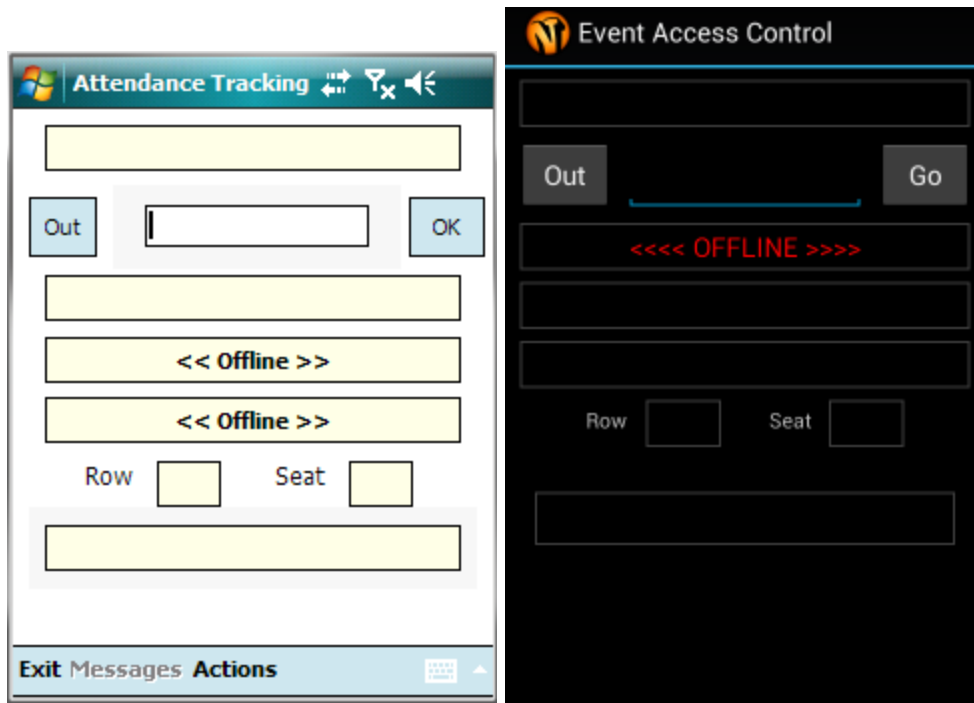 Attendance Tracking
Out
OK
<< Offline >>
<< Offline >>
Row Seat
Exit Messages Actions
Event Access Control
Out
Go
<<<< OFFLINE >>>>
Row Seat